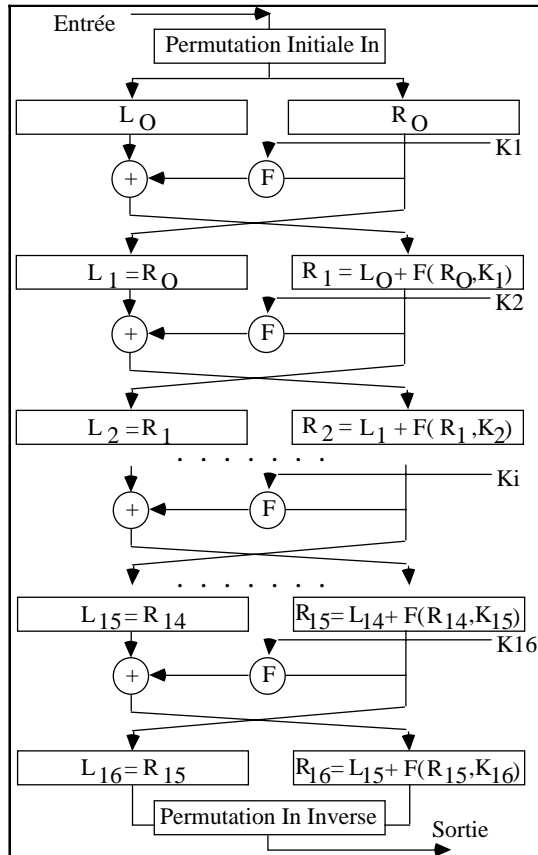 Entrée
Permutation Initiale In
L O
R O
K1
+
F
L 1 = R O
R 1 = L O + F( R O, K 1 )
K2
+
F
L 2 = R 1
R 2 = L 1 + F( R 1 , K 2 )
. . . . . . .
Ki
+
F
. . . . . . .
L 15 = R 14
R 15 = L 14 + F( R 14 , K 15 )
K16
+
F
L 16 = R 15
R 16 = L 15 + F( R 15 , K 16 )
Permutation In Inverse
Sortie